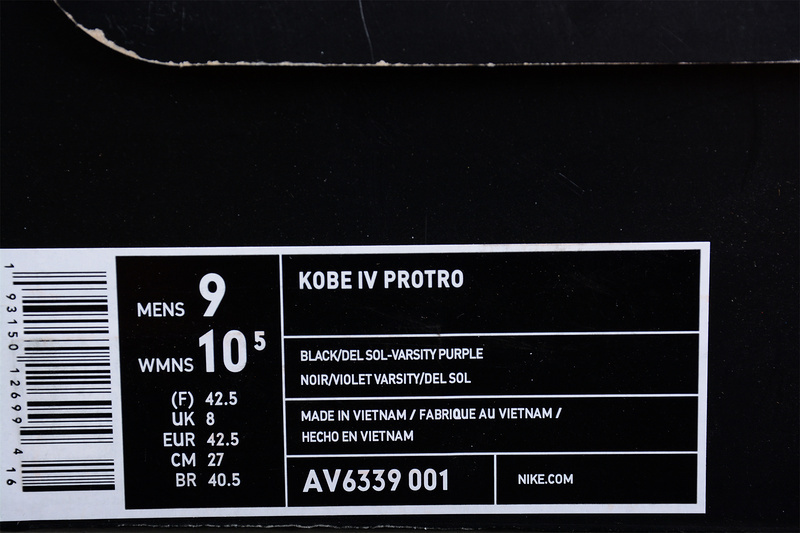 1 93150 12699 4 16
MENS 9
WMNS 10 5
(F) 42.5
UK 8
EUR 42.5
CM 27
BR 40.5
KOBE IV PROTRO
BLACK/DEL SOL-VARSITY PURPLE
NOIR/VIOLET VARSITY/DEL SOL
MADE IN VIETNAM / FABRIQUE AU VIETNAM /
HECHO EN VIETNAM
AV6339 001
NIKE.COM